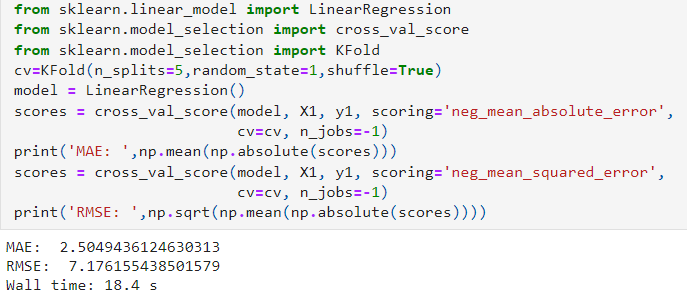 from sklearn.linear_model import LinearRegression
from sklearn.model_selection import cross_val_score
from sklearn.model_selection import KFold
cv=KFold(n_splits=5,random_state=1,shuffle=True)
model = LinearRegression()
scores = cross_val_score(model, X1, y1, scoring='neg_mean_absolute_error',
                         cv=cv, n_jobs=-1)
print('MAE: ',np.mean(np.absolute(scores)))
scores = cross_val_score(model, X1, y1, scoring='neg_mean_squared_error',
                         cv=cv, n_jobs=-1)
print('RMSE: ',np.sqrt(np.mean(np.absolute(scores))))
MAE:  2.5049436124630313
RMSE:  7.176155438501579
Wall time: 18.4 s